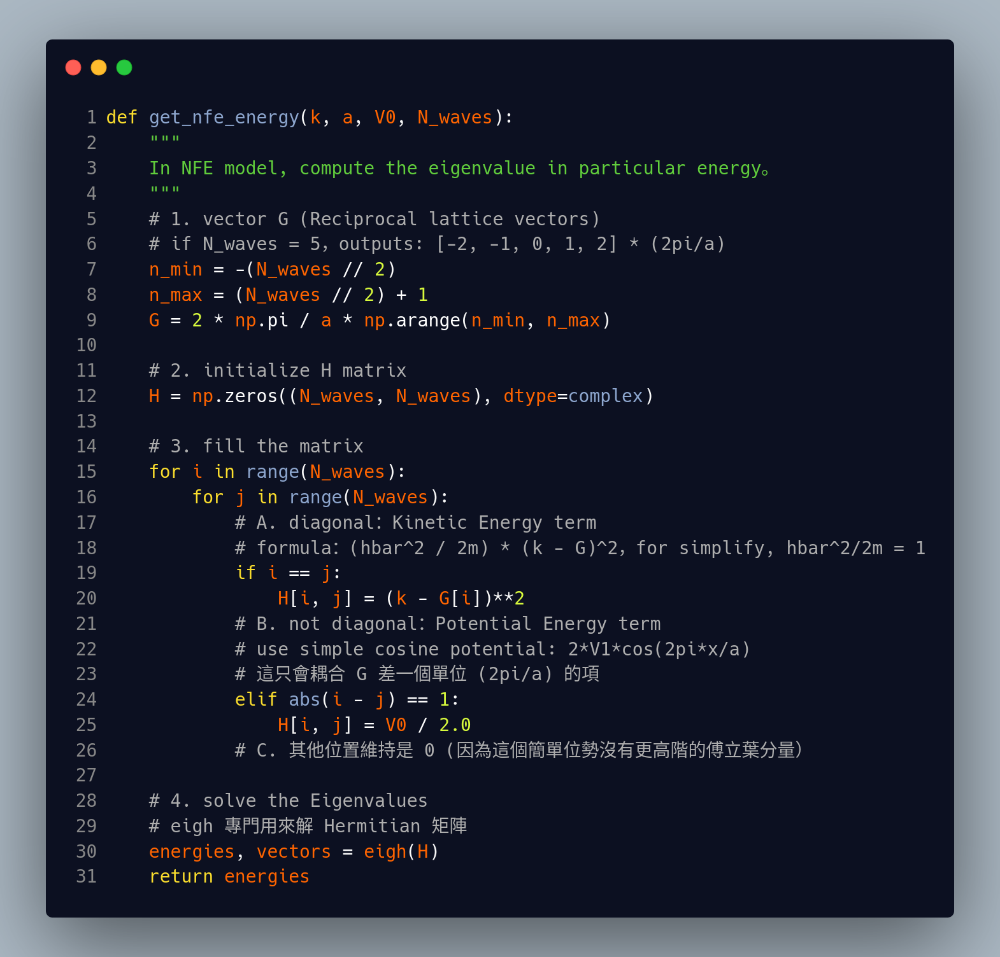 1 def get_nfe_energy(k, a, V0, N_waves):
2     """
3     In NFE model, compute the eigenvalue in particular energy。
4     """
5     # 1. vector G (Reciprocal lattice vectors)
6     # if N_waves = 5，outputs: [-2, -1, 0, 1, 2] * (2pi/a)
7     n_min = -(N_waves // 2)
8     n_max = (N_waves // 2) + 1
9     G = 2 * np.pi / a * np.arange(n_min, n_max)
10
11     # 2. initialize H matrix
12     H = np.zeros((N_waves, N_waves), dtype=complex)
13
14     # 3. fill the matrix
15     for i in range(N_waves):
16         for j in range(N_waves):
17             # A. diagonal：Kinetic Energy term
18             # formula：(hbar^2 / 2m) * (k - G)^2，for simplify, hbar^2/2m = 1
19             if i == j:
20                 H[i, j] = (k - G[i])**2
21             # B. not diagonal：Potential Energy term
22             # use simple cosine potential: 2*V1*cos(2pi*x/a)
23             # 這只會耦合 G 差一個單位 (2pi/a) 的項
24             elif abs(i - j) == 1:
25                 H[i, j] = V0 / 2.0
26             # C. 其他位置維持是 0 (因為這個簡單位勢沒有更高階的傅立葉分量）
27
28     # 4. solve the Eigenvalues
29     # eigh 專門用來解 Hermitian 矩陣
30     energies, vectors = eigh(H)
31     return energies